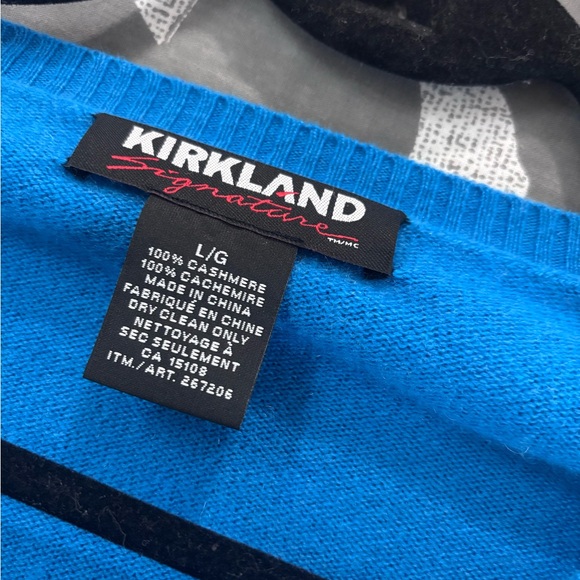 KIRKLAND
Signature
TM/MC
L/G
100% CASHMERE
100% CACHEMIRE
MADE IN CHINA
FABRIQUÉ EN CHINE
DRY CLEAN ONLY
NETTOYAGE À
SEC SEULEMENT
CA 15108
ITM./ART. 267206